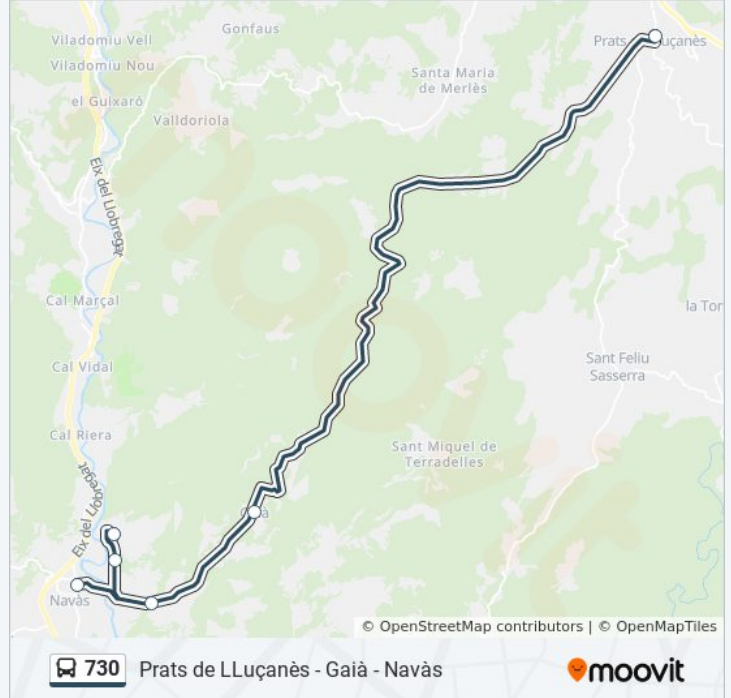 Gonfaus
Viladomiu Vell
Prats
luçanès
Viladomiu Nou
Santa Maria
de Merlès
el Guixaró
Valldoriola
Eix del Llobregat
Cal Marçal
la Tor
Cal Vidal
Sant Feliu
Sasserra
Cal Riera
Sant Miquel de
Terradelles
Eix del Llobregat
Navàs
© OpenStreetMap contributors | © OpenMapTiles
730 Prats de LLuçanès - Gaià - Navàs
moovit